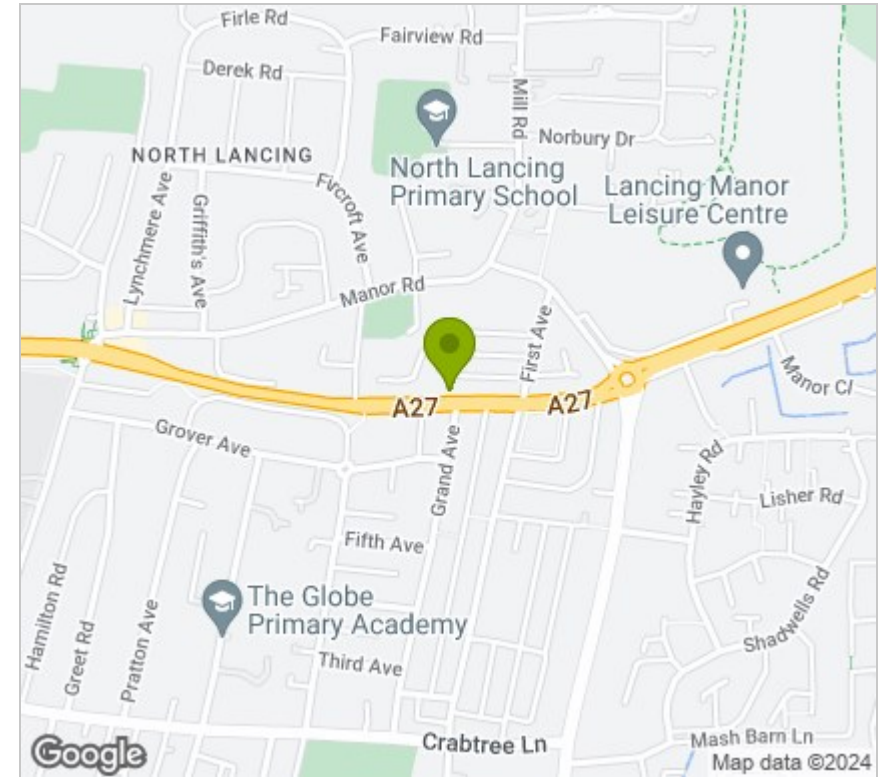 Firle Rd
Fairview Rd
Derek Rd
Mill Rd
Norbury Dr
NORTH LANCING
North Lancing
Primary School
Lancing Manor
Leisure Centre
Lynchmere Ave
Griffith's Ave
Fircroft Ave
Manor Rd
First Ave
A27
A27
Manor Cl
Grover Ave
Grand Ave
Hayley Rd
Lisher Rd
Fifth Ave
Hamilton Rd
Greet Rd
Pratton Ave
The Globe
Primary Academy
Shadwells Rd
Third Ave
Crabtree Ln
Mash Barn Ln
Google
Map data ©2024